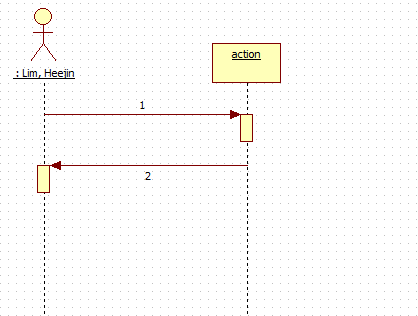 : Lim, Heejin
action
1
2